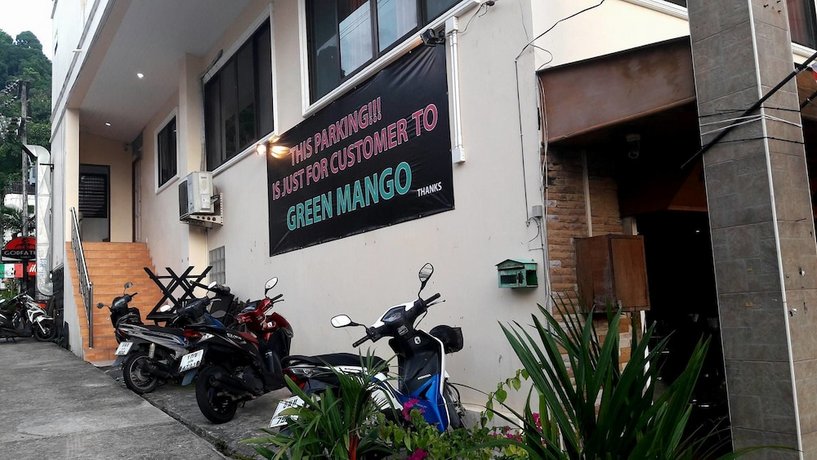 THIS PARKING!!!
IS JUST FOR CUSTOMER TO
GREEN MANGO
THANKS